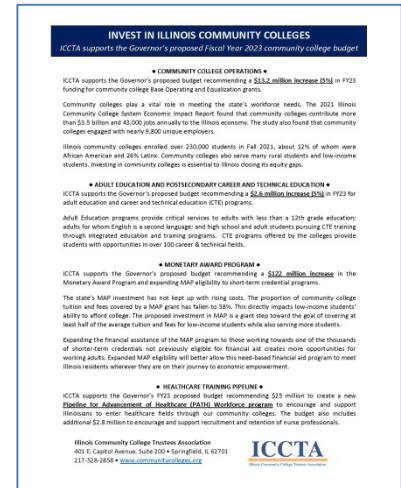 INVEST IN ILLINOIS COMMUNITY COLLEGES
ICCTA supports the Governor's proposed Fiscal Year 2023 community college budget
● COMMUNITY COLLEGE OPERATIONS ●
ICCTA supports the Governor's proposed budget recommending a $13.2 million increase (5%) in FY23
funding for community college Base Operating and Equalization grants.
Community colleges play a vital role in meeting the state's workforce needs. The 2021 Illinois
Community College System Economic Impact Report found that community colleges contribute more
than $3.5 billion and 43,000 jobs annually to the Illinois economy. The study also found that community
colleges engaged with nearly 9,800 unique employers.
Illinois community colleges enrolled over 230,000 students in Fall 2021, about 12% of whom were
African American and 26% Latinx. Community colleges also serve many rural students and low-income
students. Investing in community colleges is essential to Illinois closing its equity gaps.
● ADULT EDUCATION AND POSTSECONDARY CAREER AND TECHNICAL EDUCATION ●
ICCTA supports the Governor's proposed budget recommending a $2.6 million increase (5%) in FY23 for
adult education and career and technical education (CTE) programs.
Adult Education programs provide critical services to adults with less than a 12th grade education;
adults for whom English is a second language; and high school and adult students pursuing CTE training
through integrated education and training programs. CTE programs offered by the colleges provide
students with opportunities in over 100 career & technical fields.
● MONETARY AWARD PROGRAM ●
ICCTA supports the Governor's proposed budget recommending a $122 million increase in the
Monetary Award Program and expanding MAP eligibility to short-term credential programs.
The state's MAP investment has not kept up with rising costs. The proportion of community college
tuition and fees covered by a MAP grant has fallen to 38%. This directly impacts low-income students'
ability to afford college. The proposed investment in MAP is a giant step toward the goal of covering at
least half of the average tuition and fees for low-income students while also serving more students.
Expanding the financial assistance of the MAP program to those working towards one of the thousands
of shorter-term credentials not previously eligible for financial aid creates more opportunities for
working adults. Expanded MAP eligibility will better allow this need-based financial aid program to meet
Illinois residents wherever they are on their journey to economic empowerment.
● HEALTHCARE TRAINING PIPELINE ●
ICCTA supports the Governor's FY23 proposed budget recommending $25 million to create a new
Pipeline for Advancement of Healthcare (PATH) Workforce program to encourage and support
Illinoisans to enter healthcare fields through our community colleges. The budget also includes
additional $2.8 million to encourage and support recruitment and retention of nurse professionals.
Illinois Community College Trustees Association
401 E. Capitol Avenue, Suite 200 ● Springfield, IL 62701
217-528-2858 ● www.communitycolleges.org
ICCTA
Illinois Community College Trustees Association